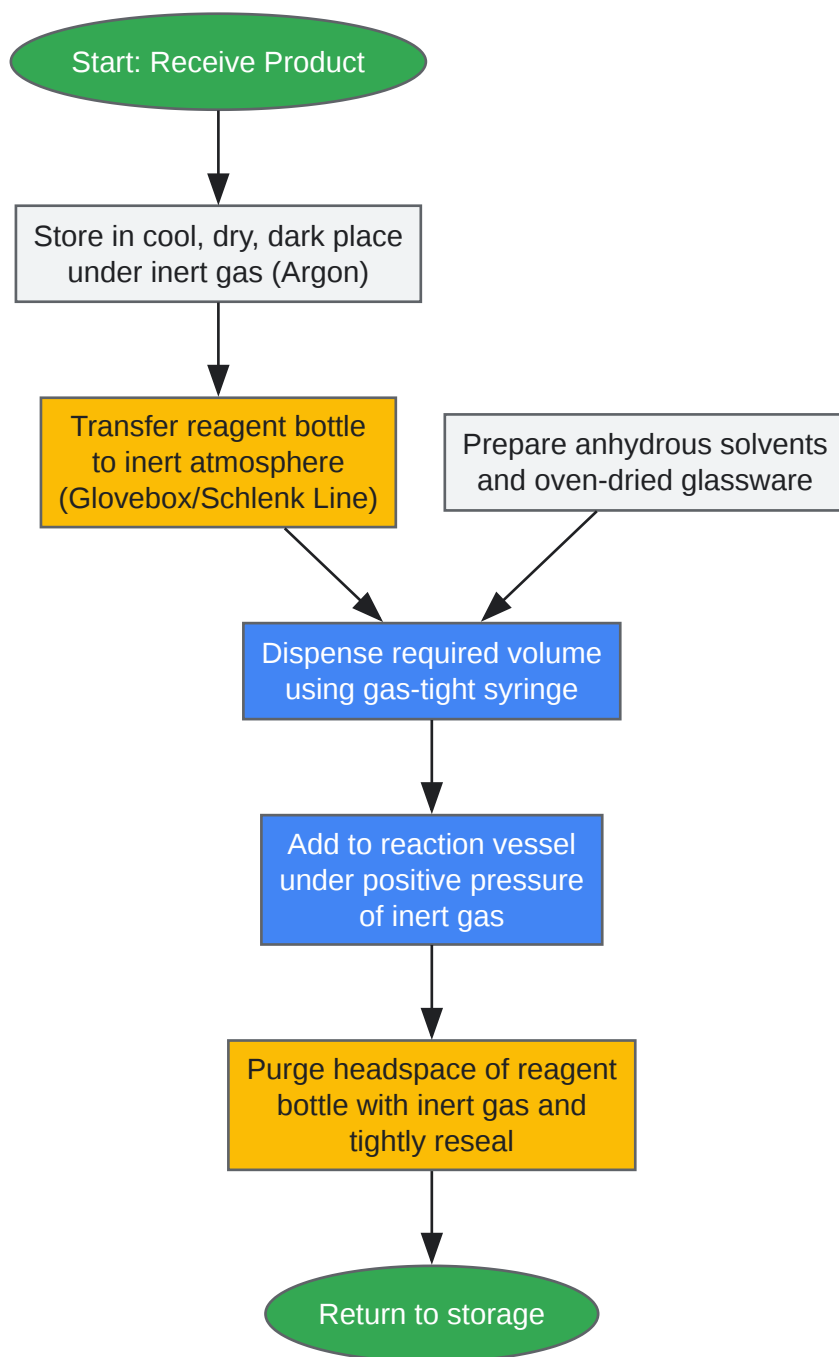 Start: Receive Product
Store in cool, dry, dark place
under inert gas (Argon)
Transfer reagent bottle
to inert atmosphere
(Glovebox/Schlenk Line)
Prepare anhydrous solvents
and oven-dried glassware
Dispense required volume
using gas-tight syringe
Add to reaction vessel
under positive pressure
of inert gas
Purge headspace of reagent
bottle with inert gas and
tightly reseal
Return to storage